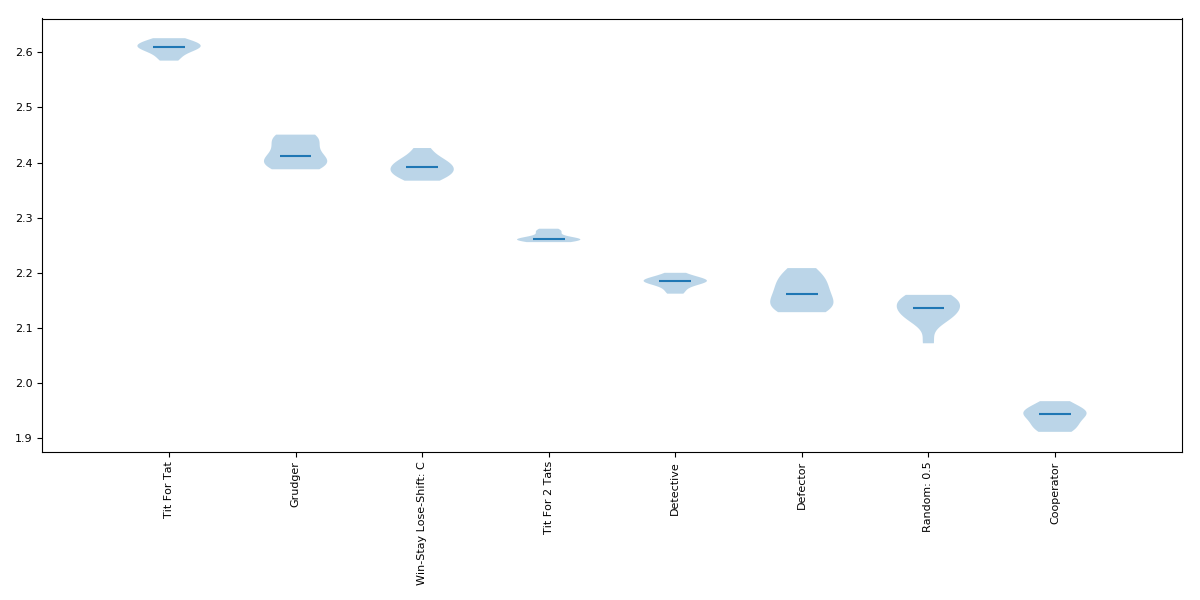 2.6
2.5
2.4
2.3
2.2
2.1
2.0
1.9
Tit For Tat
Grudger
Win-Stay Lose-Shift: C
Tit For 2 Tats
Detective
Defector
Random: 0.5
Cooperator